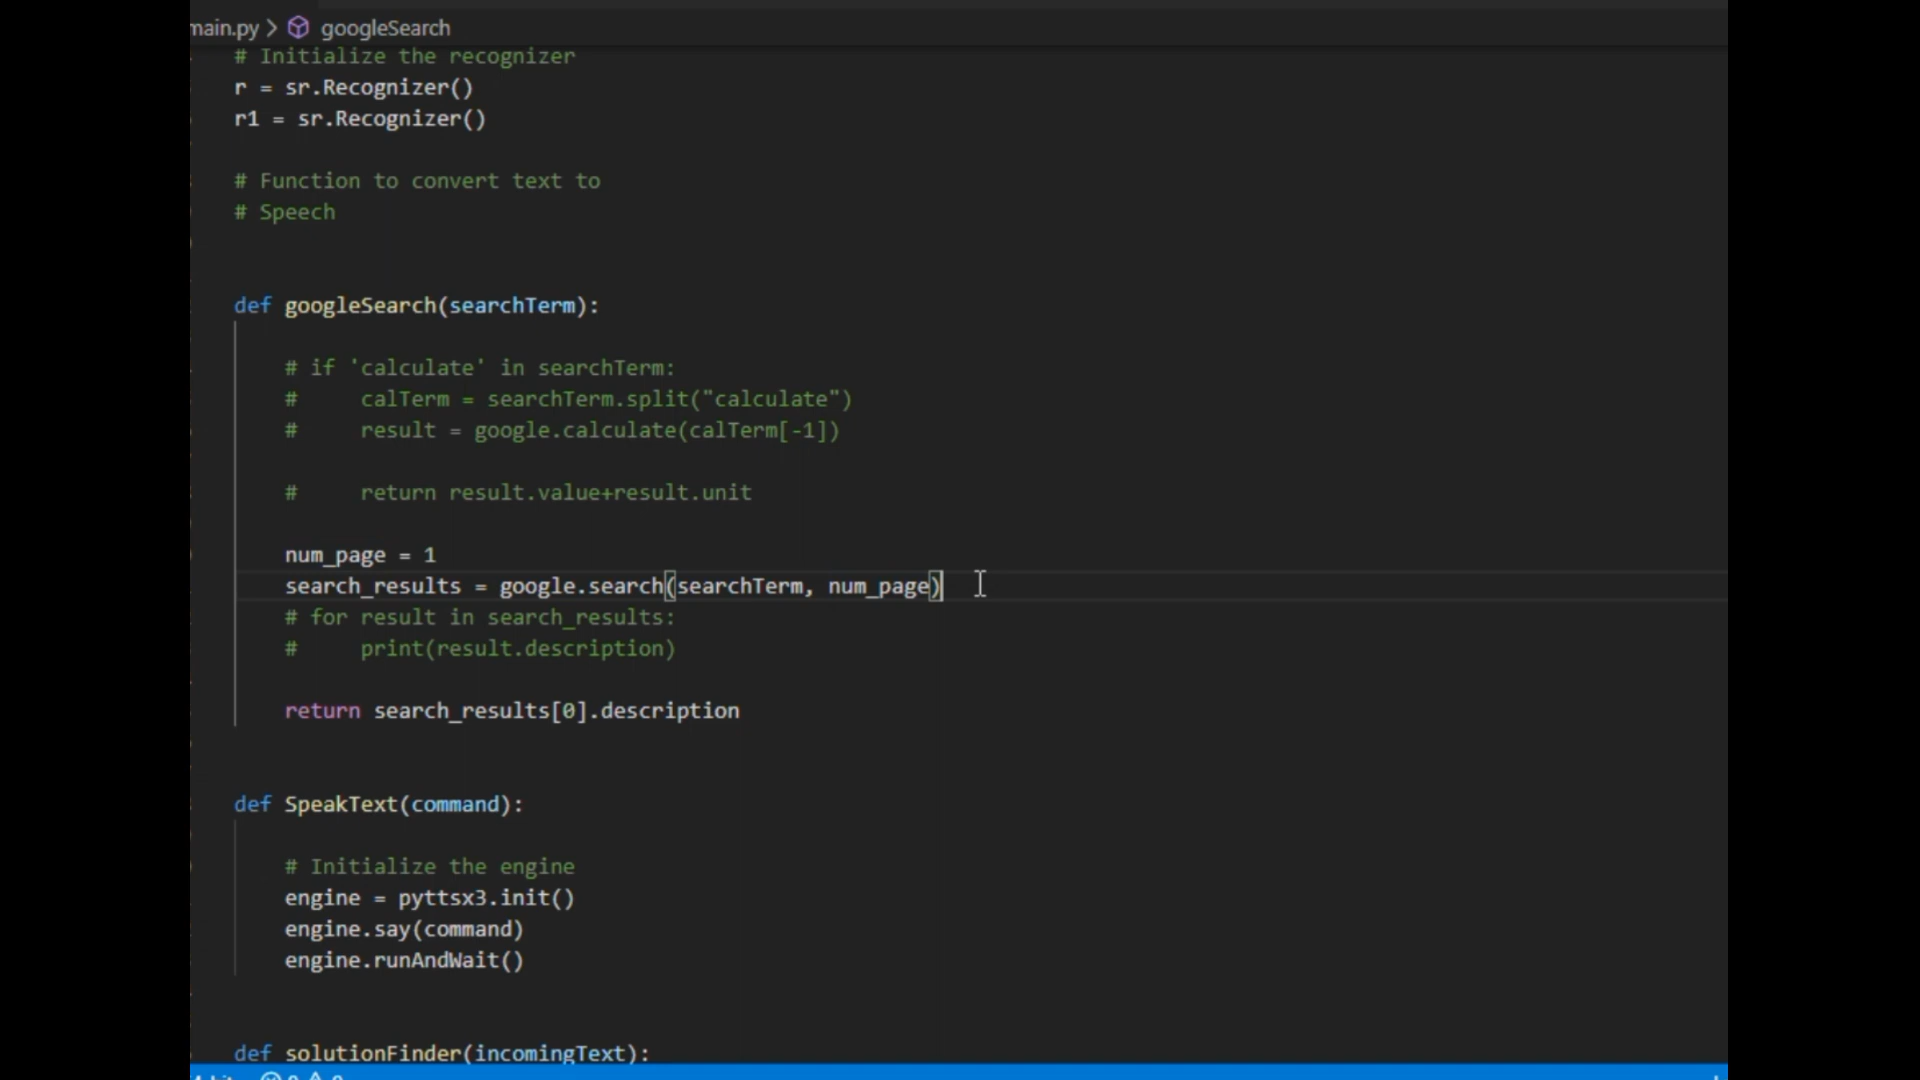 main.py > googleSearch
# Initialize the recognizer
r = sr.Recognizer()
r1 = sr.Recognizer()
# Function to convert text to
# Speech
def googleSearch(searchTerm):
# if 'calculate' in searchTerm:
#     calTerm = searchTerm.split("calculate")
#     result = google.calculate(calTerm[-1])
#     return result.value+result.unit
num_page = 1
search_results = google.search(searchTerm, num_page)
# for result in search_results:
#     print(result.description)
return search_results[0].description
def SpeakText(command):
# Initialize the engine
engine = pyttsx3.init()
engine.say(command)
engine.runAndWait()
def solutionFinder(incomingText):